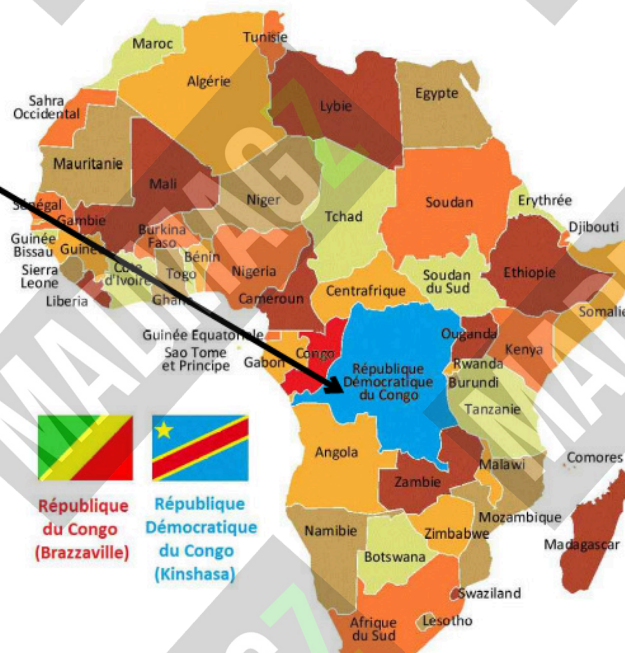 Maroc
Tunisie
Algérie
Lybie
Egypte
Sahra
Occidental
Mauritanie
Mali
Niger
Tchad
Soudan
Erythrée
Sénégal
Gambie
Burkina
Faso
Djibouti
Guinée
Bissau
Guinée
Bénin
Nigeria
Sierra
Leone
Côte
d'Ivoire
Togo
Soudan
du Sud
Ethiopie
Liberia
Ghana
Cameroun
Centrafrique
Somalie
Guinée Equatoriale
Congo
Ouganda
Kenya
Sao Tome
et Principe
Gabon
République
Démocratique
du Congo
Rwanda
Burundi
Tanzanie
Angola
Malawi
Comores
Zambie
Mozambique
Namibie
Zimbabwe
Madagascar
Botswana
Swaziland
Afrique
du Sud
Lesotho
République
du Congo
(Brazzaville)
République
Démocratique
du Congo
(Kinshasa)